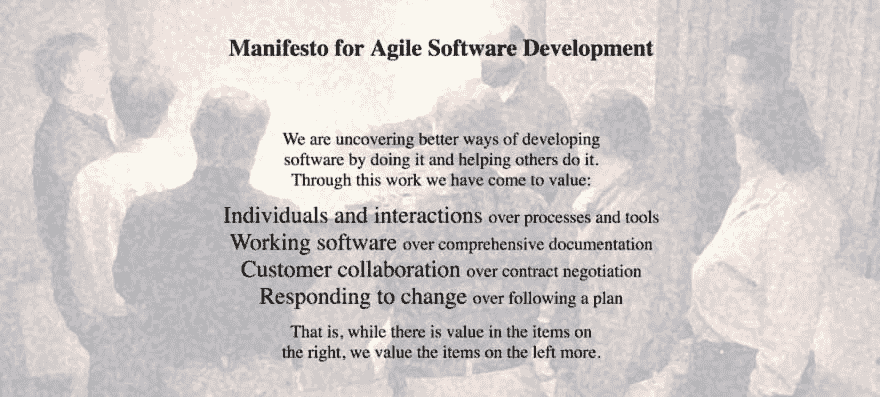 Manifesto for Agile Software Development
We are uncovering better ways of developing
software by doing it and helping others do it.
Through this work we have come to value:
Individuals and interactions over processes and tools
Working software over comprehensive documentation
Customer collaboration over contract negotiation
Responding to change over following a plan
That is, while there is value in the items on
the right, we value the items on the left more.